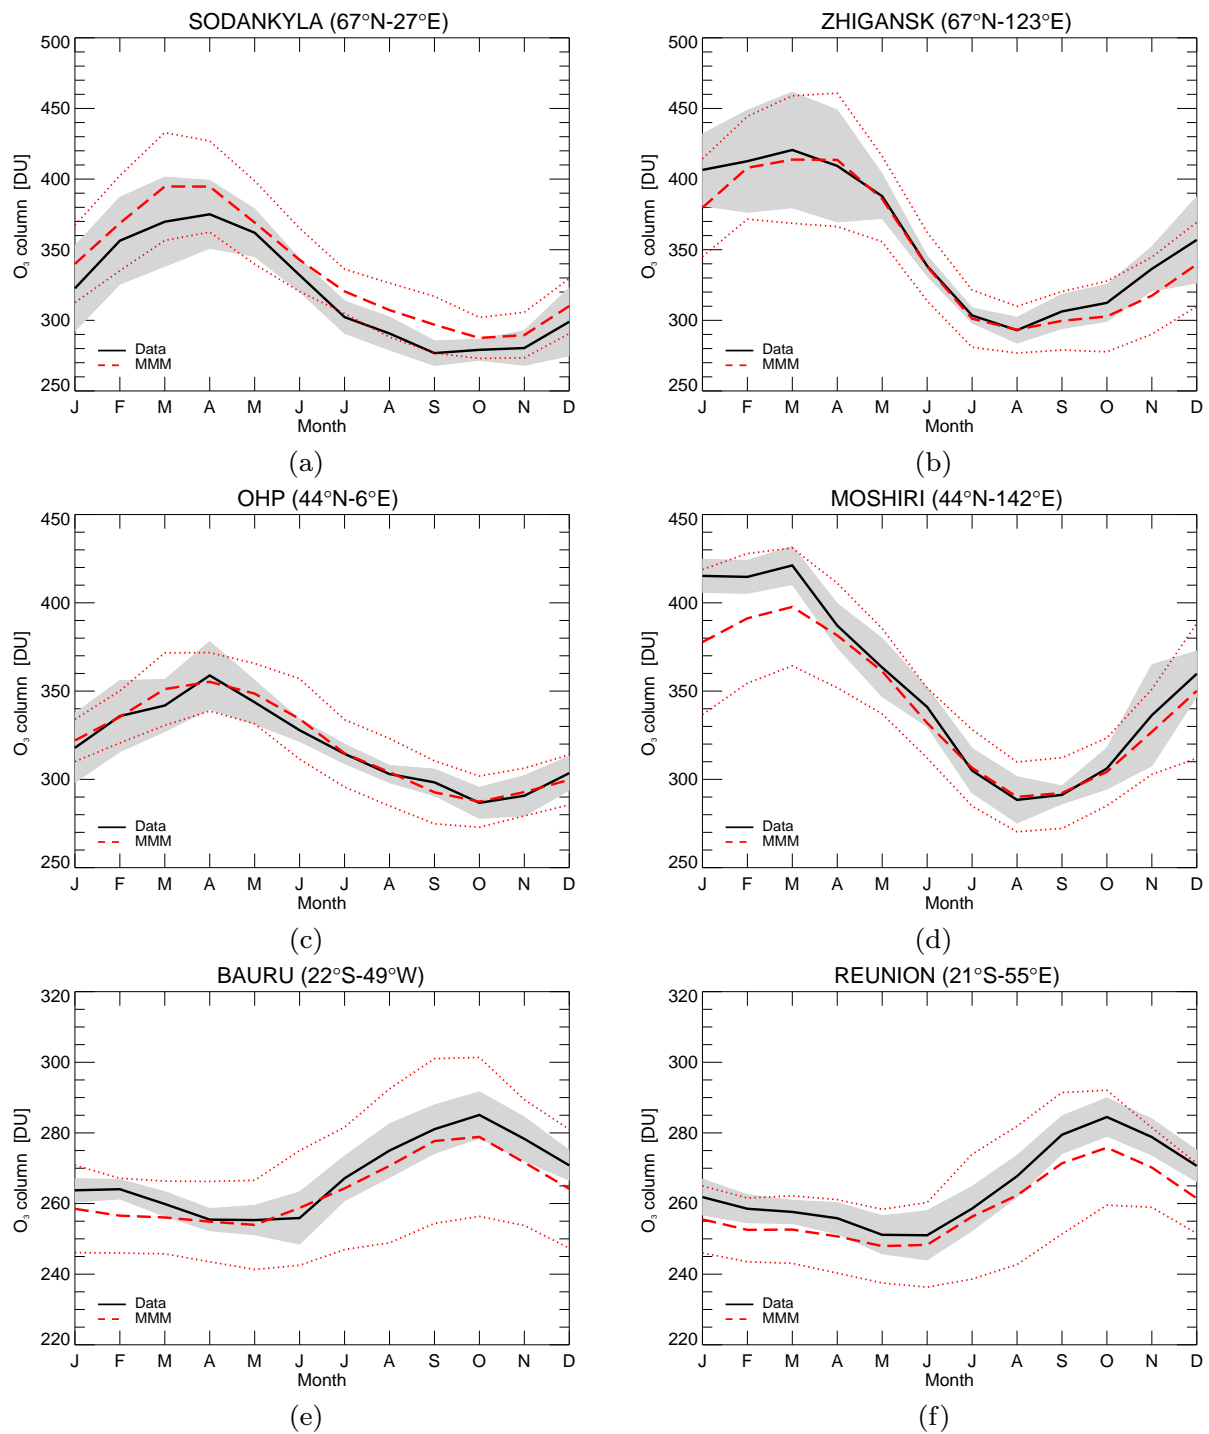 SODANKYLA (67°N-27°E)
500
450
400
350
300
250
O₃ column [DU]
Data
MMM
J F M A M J J A S O N D
Month
(a)
ZHIGANSK (67°N-123°E)
500
450
400
350
300
250
O₃ column [DU]
Data
MMM
J F M A M J J A S O N D
Month
(b)
OHP (44°N-6°E)
450
400
350
300
250
O₃ column [DU]
Data
MMM
J F M A M J J A S O N D
Month
(c)
MOSHIRI (44°N-142°E)
450
400
350
300
250
O₃ column [DU]
Data
MMM
J F M A M J J A S O N D
Month
(d)
BAURU (22°S-49°W)
320
300
280
260
240
220
O₃ column [DU]
Data
MMM
J F M A M J J A S O N D
Month
(e)
REUNION (21°S-55°E)
320
300
280
260
240
220
O₃ column [DU]
Data
MMM
J F M A M J J A S O N D
Month
(f)